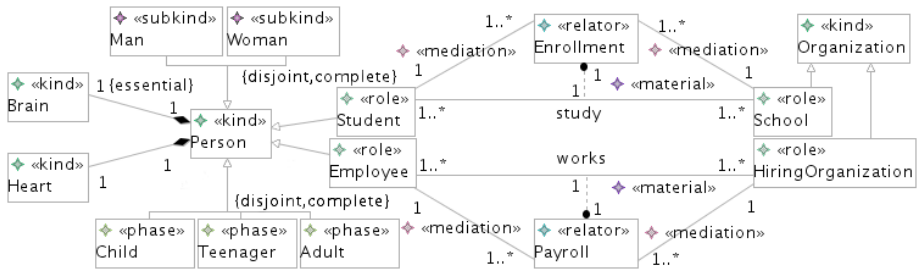 «subkind»
Man
«subkind»
Woman
{disjoint,complete}
«kind»
Brain
1 {essential}
1
«kind»
Person
«kind»
Heart
1
1
{disjoint,complete}
«phase»
Child
«phase»
Teenager
«phase»
Adult
1..*
«relator»
Enrollment
1..*
«mediation»
«mediation»
1
1
1
1
«material»
«role»
Student
1..*
study
1..*
«role»
School
«kind»
Organization
«role»
Employee
1..*
works
1..*
«role»
HiringOrganization
1
1
«material»
1
1
«mediation»
«mediation»
1..*
«relator»
Payroll
1..*